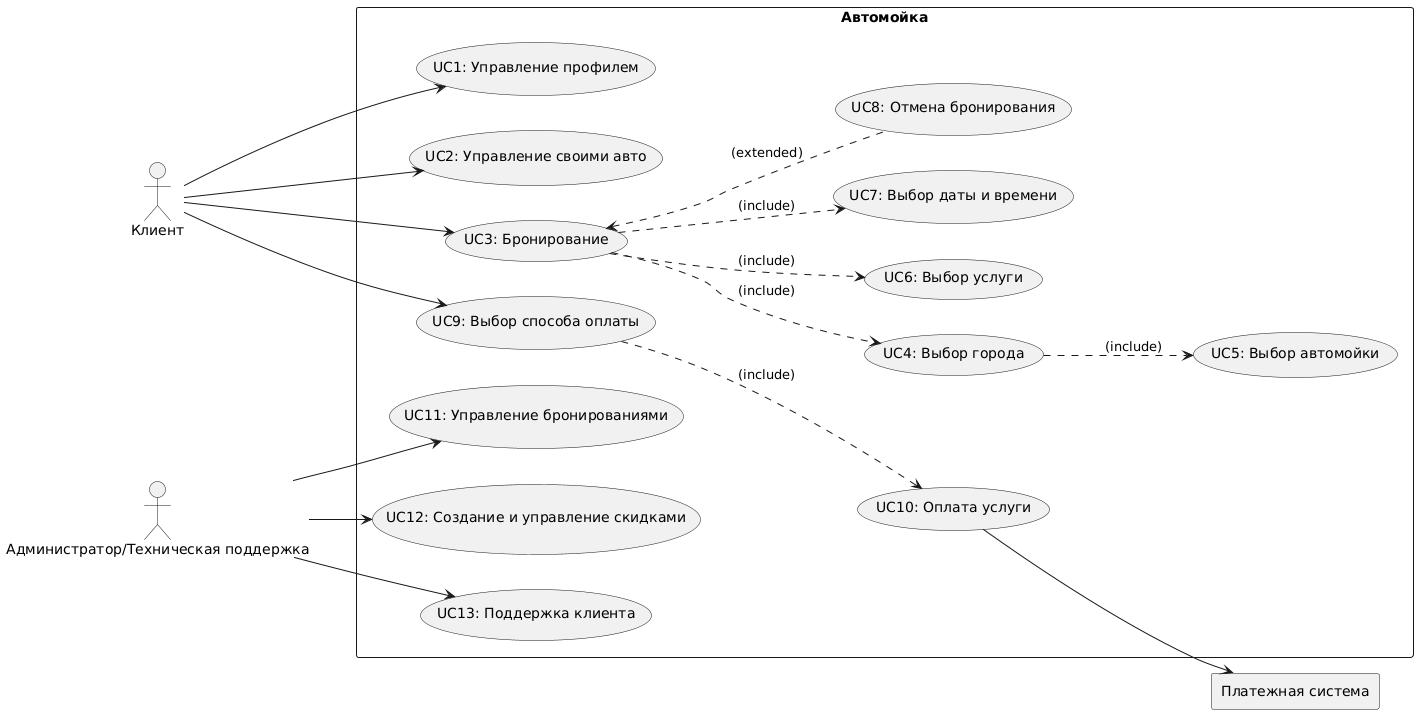 Автомойка
UC1: Управление профилем
UC8: Отмена бронирования
(extended)
UC2: Управление своими авто
UC7: Выбор даты и времени
(include)
Клиент
UC3: Бронирование
(include)
UC6: Выбор услуги
(include)
UC9: Выбор способа оплаты
UC4: Выбор города
(include)
UC5: Выбор автомойки
(include)
UC11: Управление бронированиями
UC10: Оплата услуги
UC12: Создание и управление скидками
Администратор/Техническая поддержка
UC13: Поддержка клиента
Платежная система